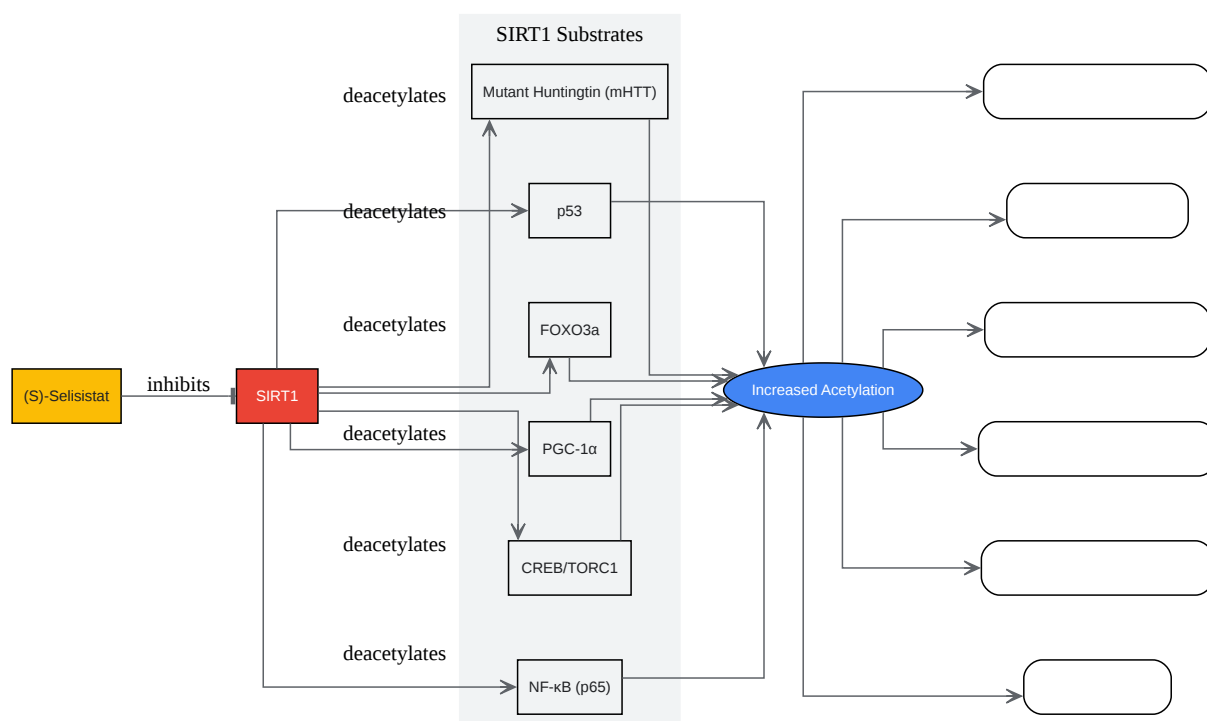 SIRT1 Substrates
deacetylates
Mutant Huntingtin (mHTT)
deacetylates
p53
deacetylates
FOXO3a
(S)-Selisistat
inhibits
SIRT1
Increased Acetylation
deacetylates
PGC-1α
deacetylates
CREB/TORC1
deacetylates
NF-κB (p65)